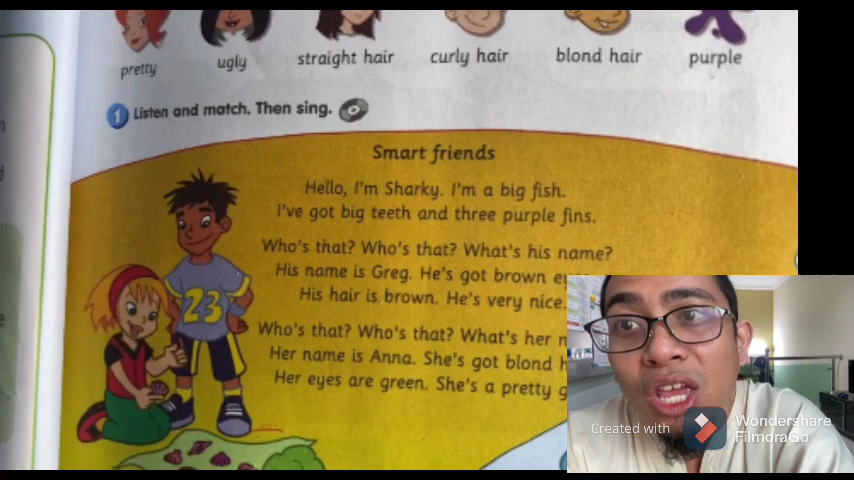 pretty
ugly
straight hair
curly hair
blond hair
purple
1 Listen and match. Then sing.
Smart friends
Hello, I'm Sharky. I'm a big fish.
I've got big teeth and three purple fins.
Who's that? Who's that? What's his name?
His name is Greg. He's got brown
His hair is brown. He's very nice.
23
Who's that? Who's that? What's her
Her name is Anna. She's got blond
Her eyes are green. She's a pretty
Created with
Wondershare
FilmoraGo